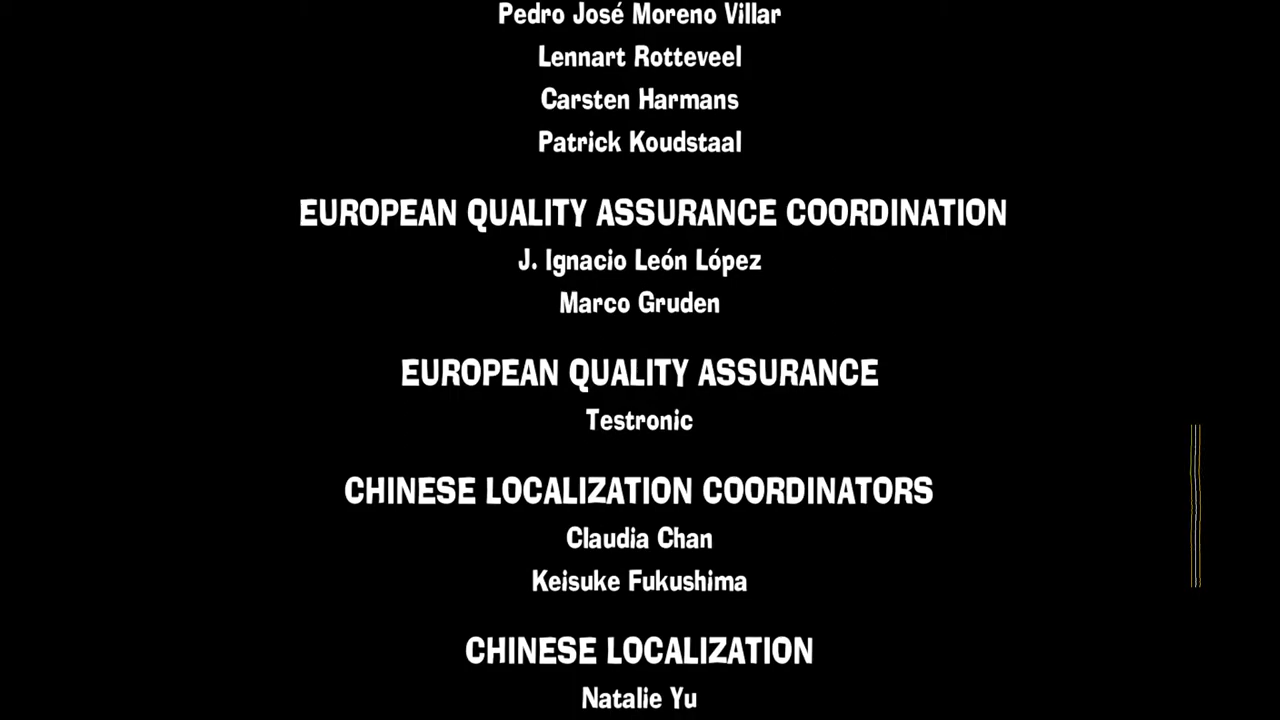 Pedro José Moreno Villar
Lennart Rotteveel
Carsten Harmans
Patrick Koudstaal
EUROPEAN QUALITY ASSURANCE COORDINATION
J. Ignacio León López
Marco Gruden
EUROPEAN QUALITY ASSURANCE
Testronic
CHINESE LOCALIZATION COORDINATORS
Claudia Chan
Keisuke Fukushima
CHINESE LOCALIZATION
Natalie Yu